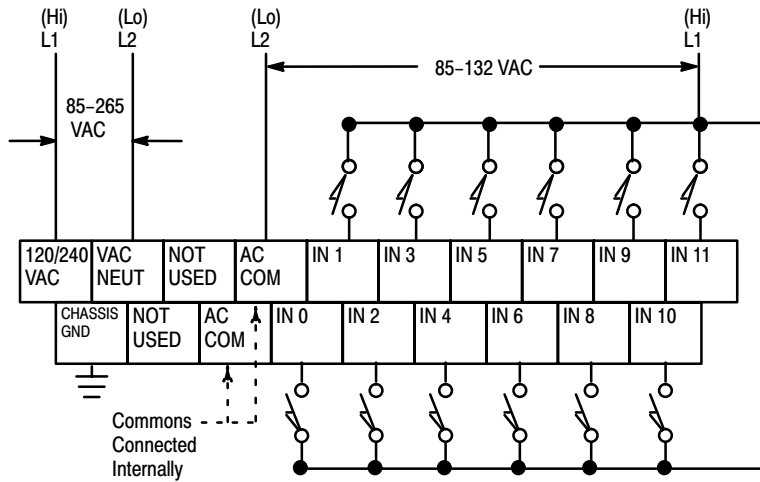 (Hi) (Lo) (Lo) (Hi)
L1 L2 L2 L1
85–132 VAC
85–265
VAC
120/240
VAC
VAC
NEUT
NOT
USED
AC
COM
IN 1
IN 3
IN 5
IN 7
IN 9
IN 11
CHASSIS
GND
NOT
USED
AC
COM
IN 0
IN 2
IN 4
IN 6
IN 8
IN 10
Commons
Connected
Internally